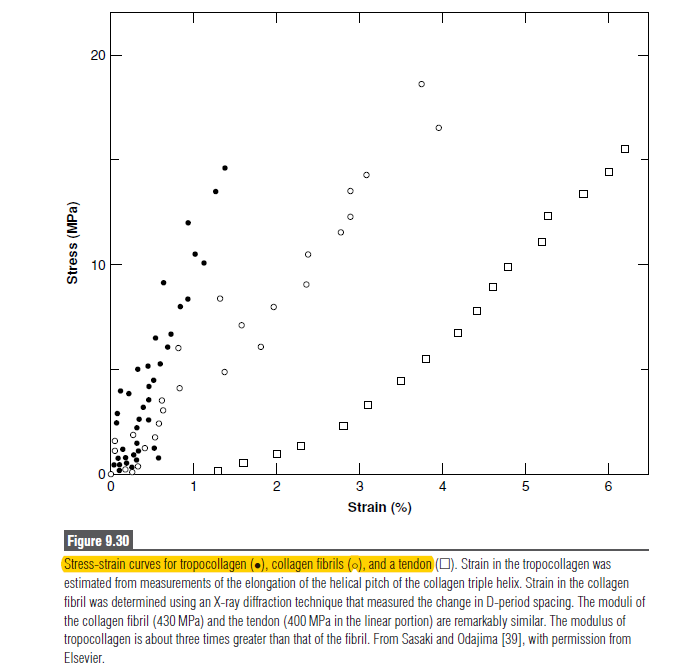 20
10
0
Stress (MPa)
0 1 2 3 4 5 6
Strain (%)
Figure 9.30
Stress-strain curves for tropocollagen (●), collagen fibrils (○), and a tendon (□). Strain in the tropocollagen was
estimated from measurements of the elongation of the helical pitch of the collagen triple helix. Strain in the collagen
fibril was determined using an X-ray diffraction technique that measured the change in D-period spacing. The moduli of
the collagen fibril (430 MPa) and the tendon (400 MPa in the linear portion) are remarkably similar. The modulus of
tropocollagen is about three times greater than that of the fibril. From Sasaki and Odajima [39], with permission from
Elsevier.